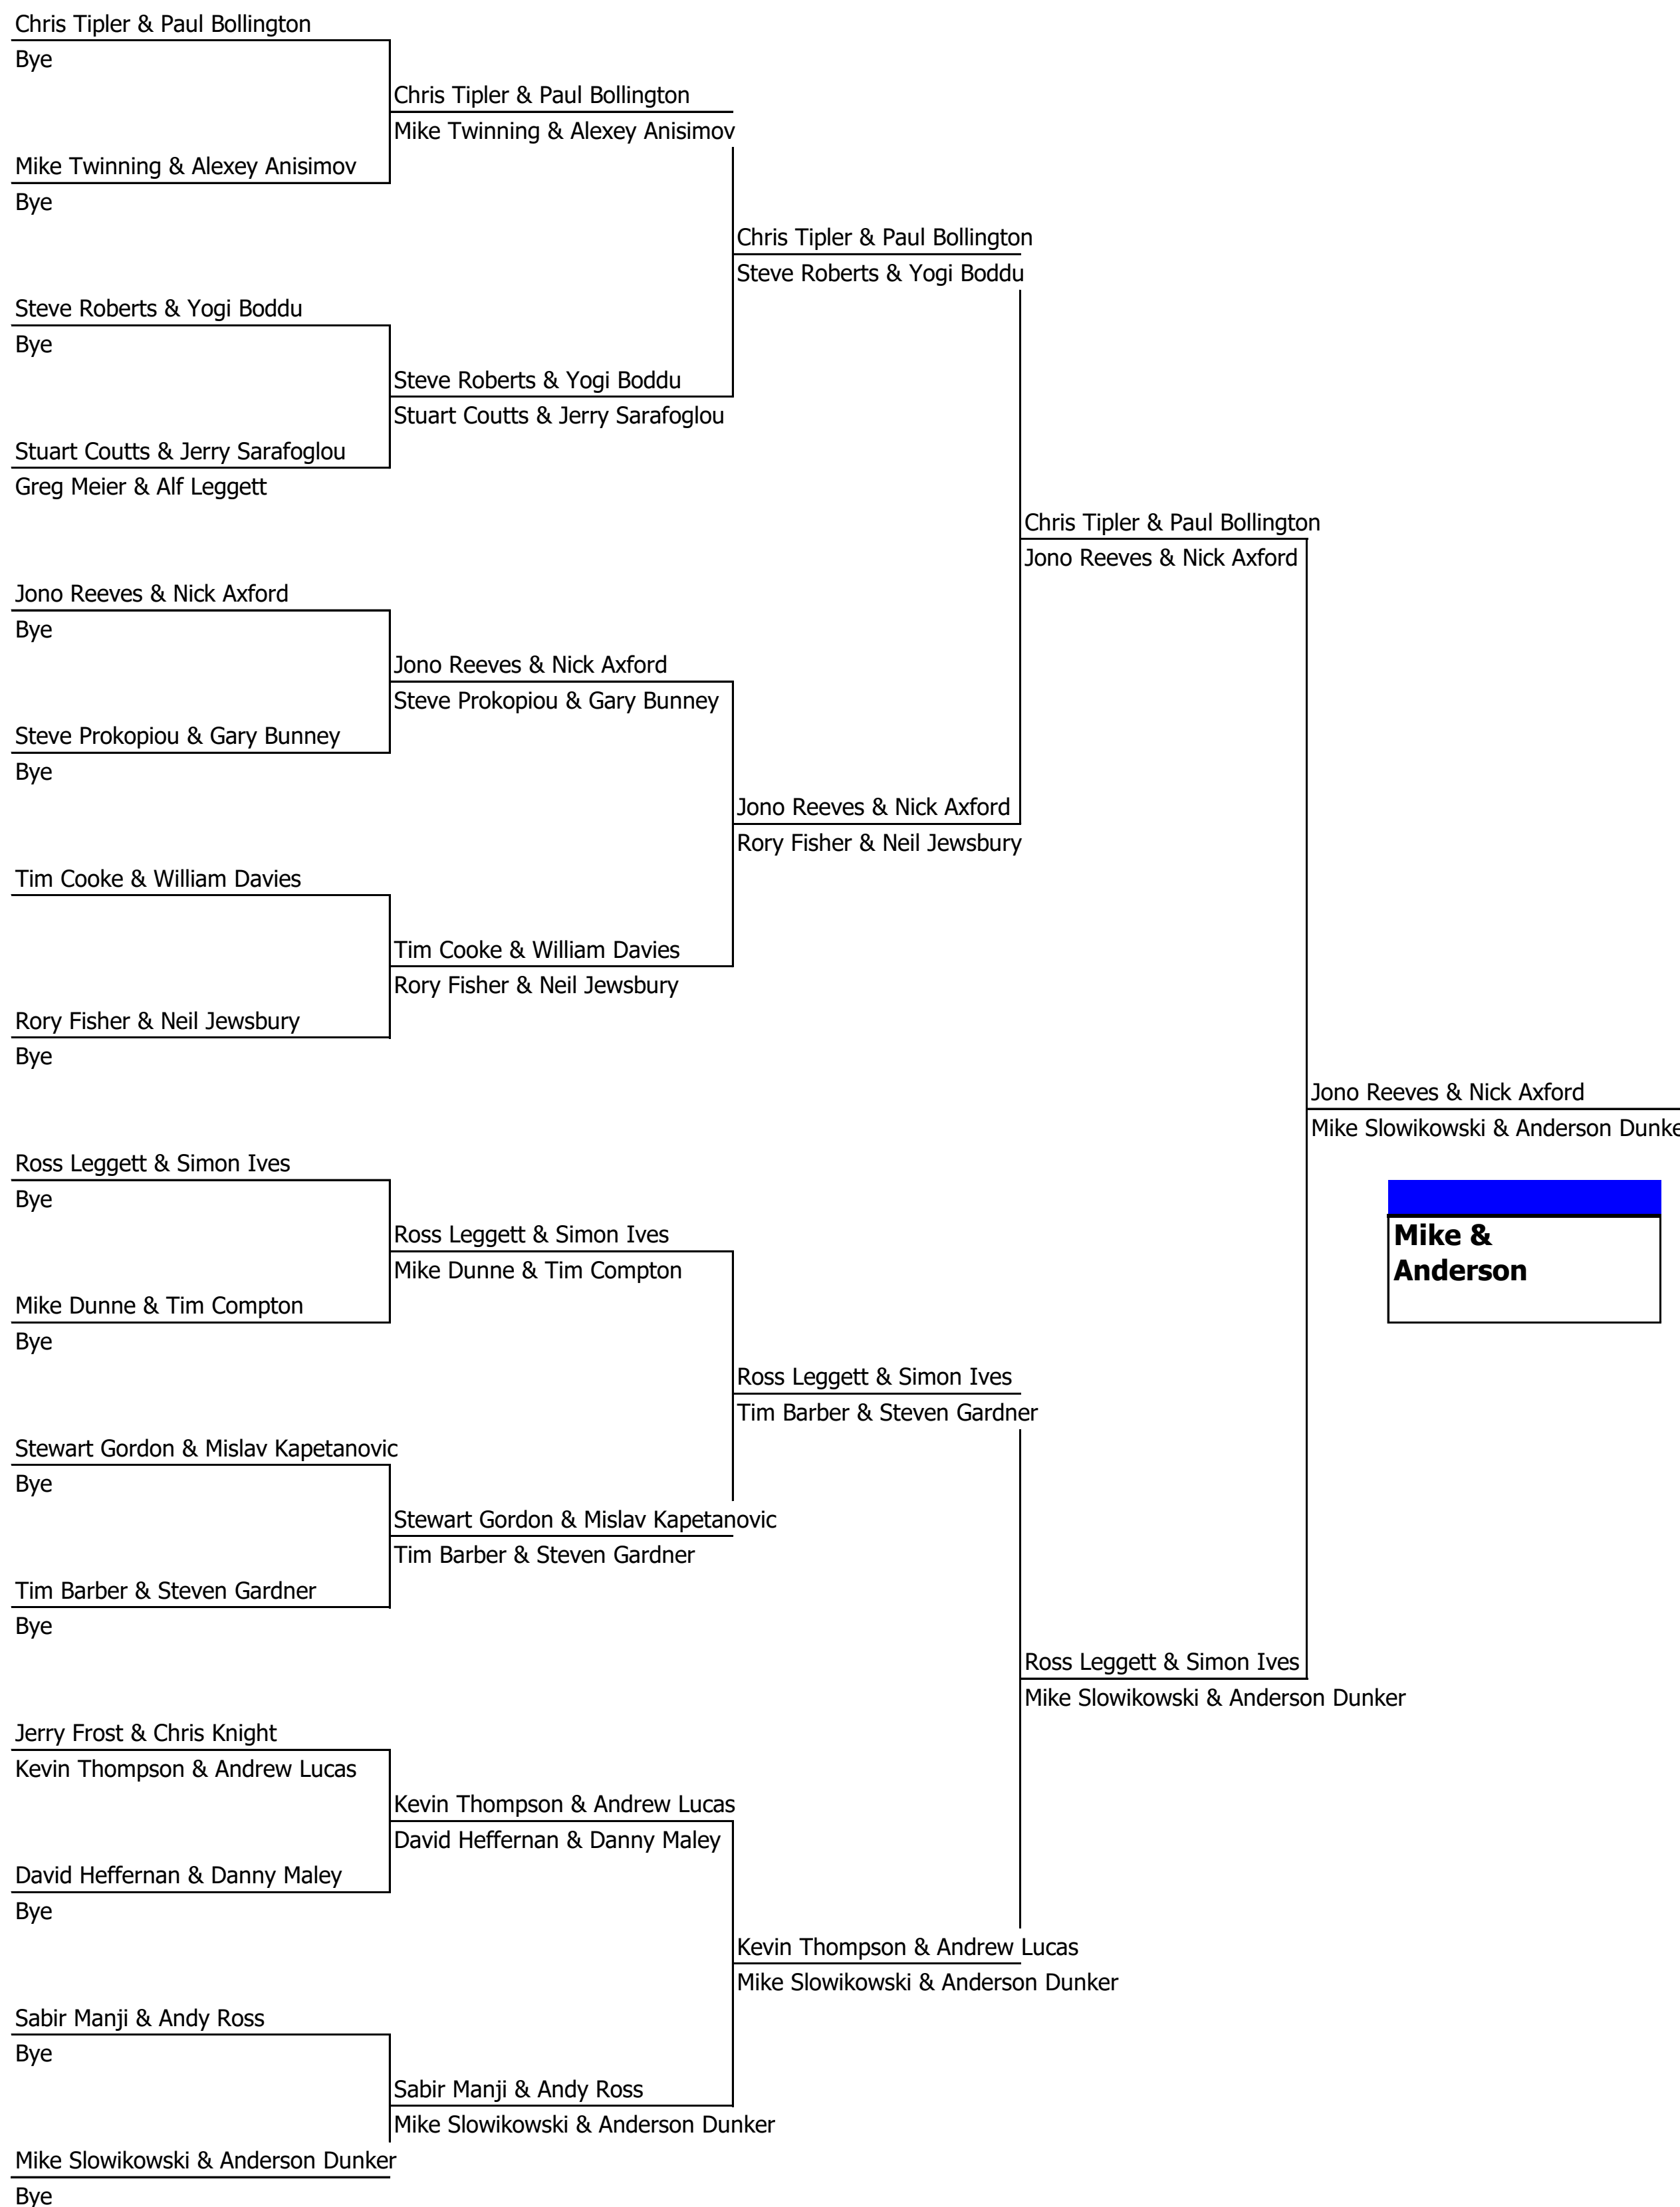 Chris Tipler & Paul Bollington
Bye
Chris Tipler & Paul Bollington
Mike Twinning & Alexey Anisimov
Mike Twinning & Alexey Anisimov
Bye
Chris Tipler & Paul Bollington
Steve Roberts & Yogi Boddu
Steve Roberts & Yogi Boddu
Bye
Steve Roberts & Yogi Boddu
Stuart Coutts & Jerry Sarafoglou
Stuart Coutts & Jerry Sarafoglou
Greg Meier & Alf Leggett
Chris Tipler & Paul Bollington
Jono Reeves & Nick Axford
Jono Reeves & Nick Axford
Bye
Jono Reeves & Nick Axford
Steve Prokopiou & Gary Bunney
Steve Prokopiou & Gary Bunney
Bye
Jono Reeves & Nick Axford
Rory Fisher & Neil Jewsbury
Tim Cooke & William Davies
Tim Cooke & William Davies
Rory Fisher & Neil Jewsbury
Rory Fisher & Neil Jewsbury
Bye
Jono Reeves & Nick Axford
Mike Slowikowski & Anderson Dunke
Ross Leggett & Simon Ives
Bye
Mike &
Anderson
Ross Leggett & Simon Ives
Mike Dunne & Tim Compton
Mike Dunne & Tim Compton
Bye
Ross Leggett & Simon Ives
Tim Barber & Steven Gardner
Stewart Gordon & Mislav Kapetanovic
Bye
Stewart Gordon & Mislav Kapetanovic
Tim Barber & Steven Gardner
Tim Barber & Steven Gardner
Bye
Ross Leggett & Simon Ives
Mike Slowikowski & Anderson Dunker
Jerry Frost & Chris Knight
Kevin Thompson & Andrew Lucas
Kevin Thompson & Andrew Lucas
David Heffernan & Danny Maley
David Heffernan & Danny Maley
Bye
Kevin Thompson & Andrew Lucas
Mike Slowikowski & Anderson Dunker
Sabir Manji & Andy Ross
Bye
Sabir Manji & Andy Ross
Mike Slowikowski & Anderson Dunker
Mike Slowikowski & Anderson Dunker
Bye